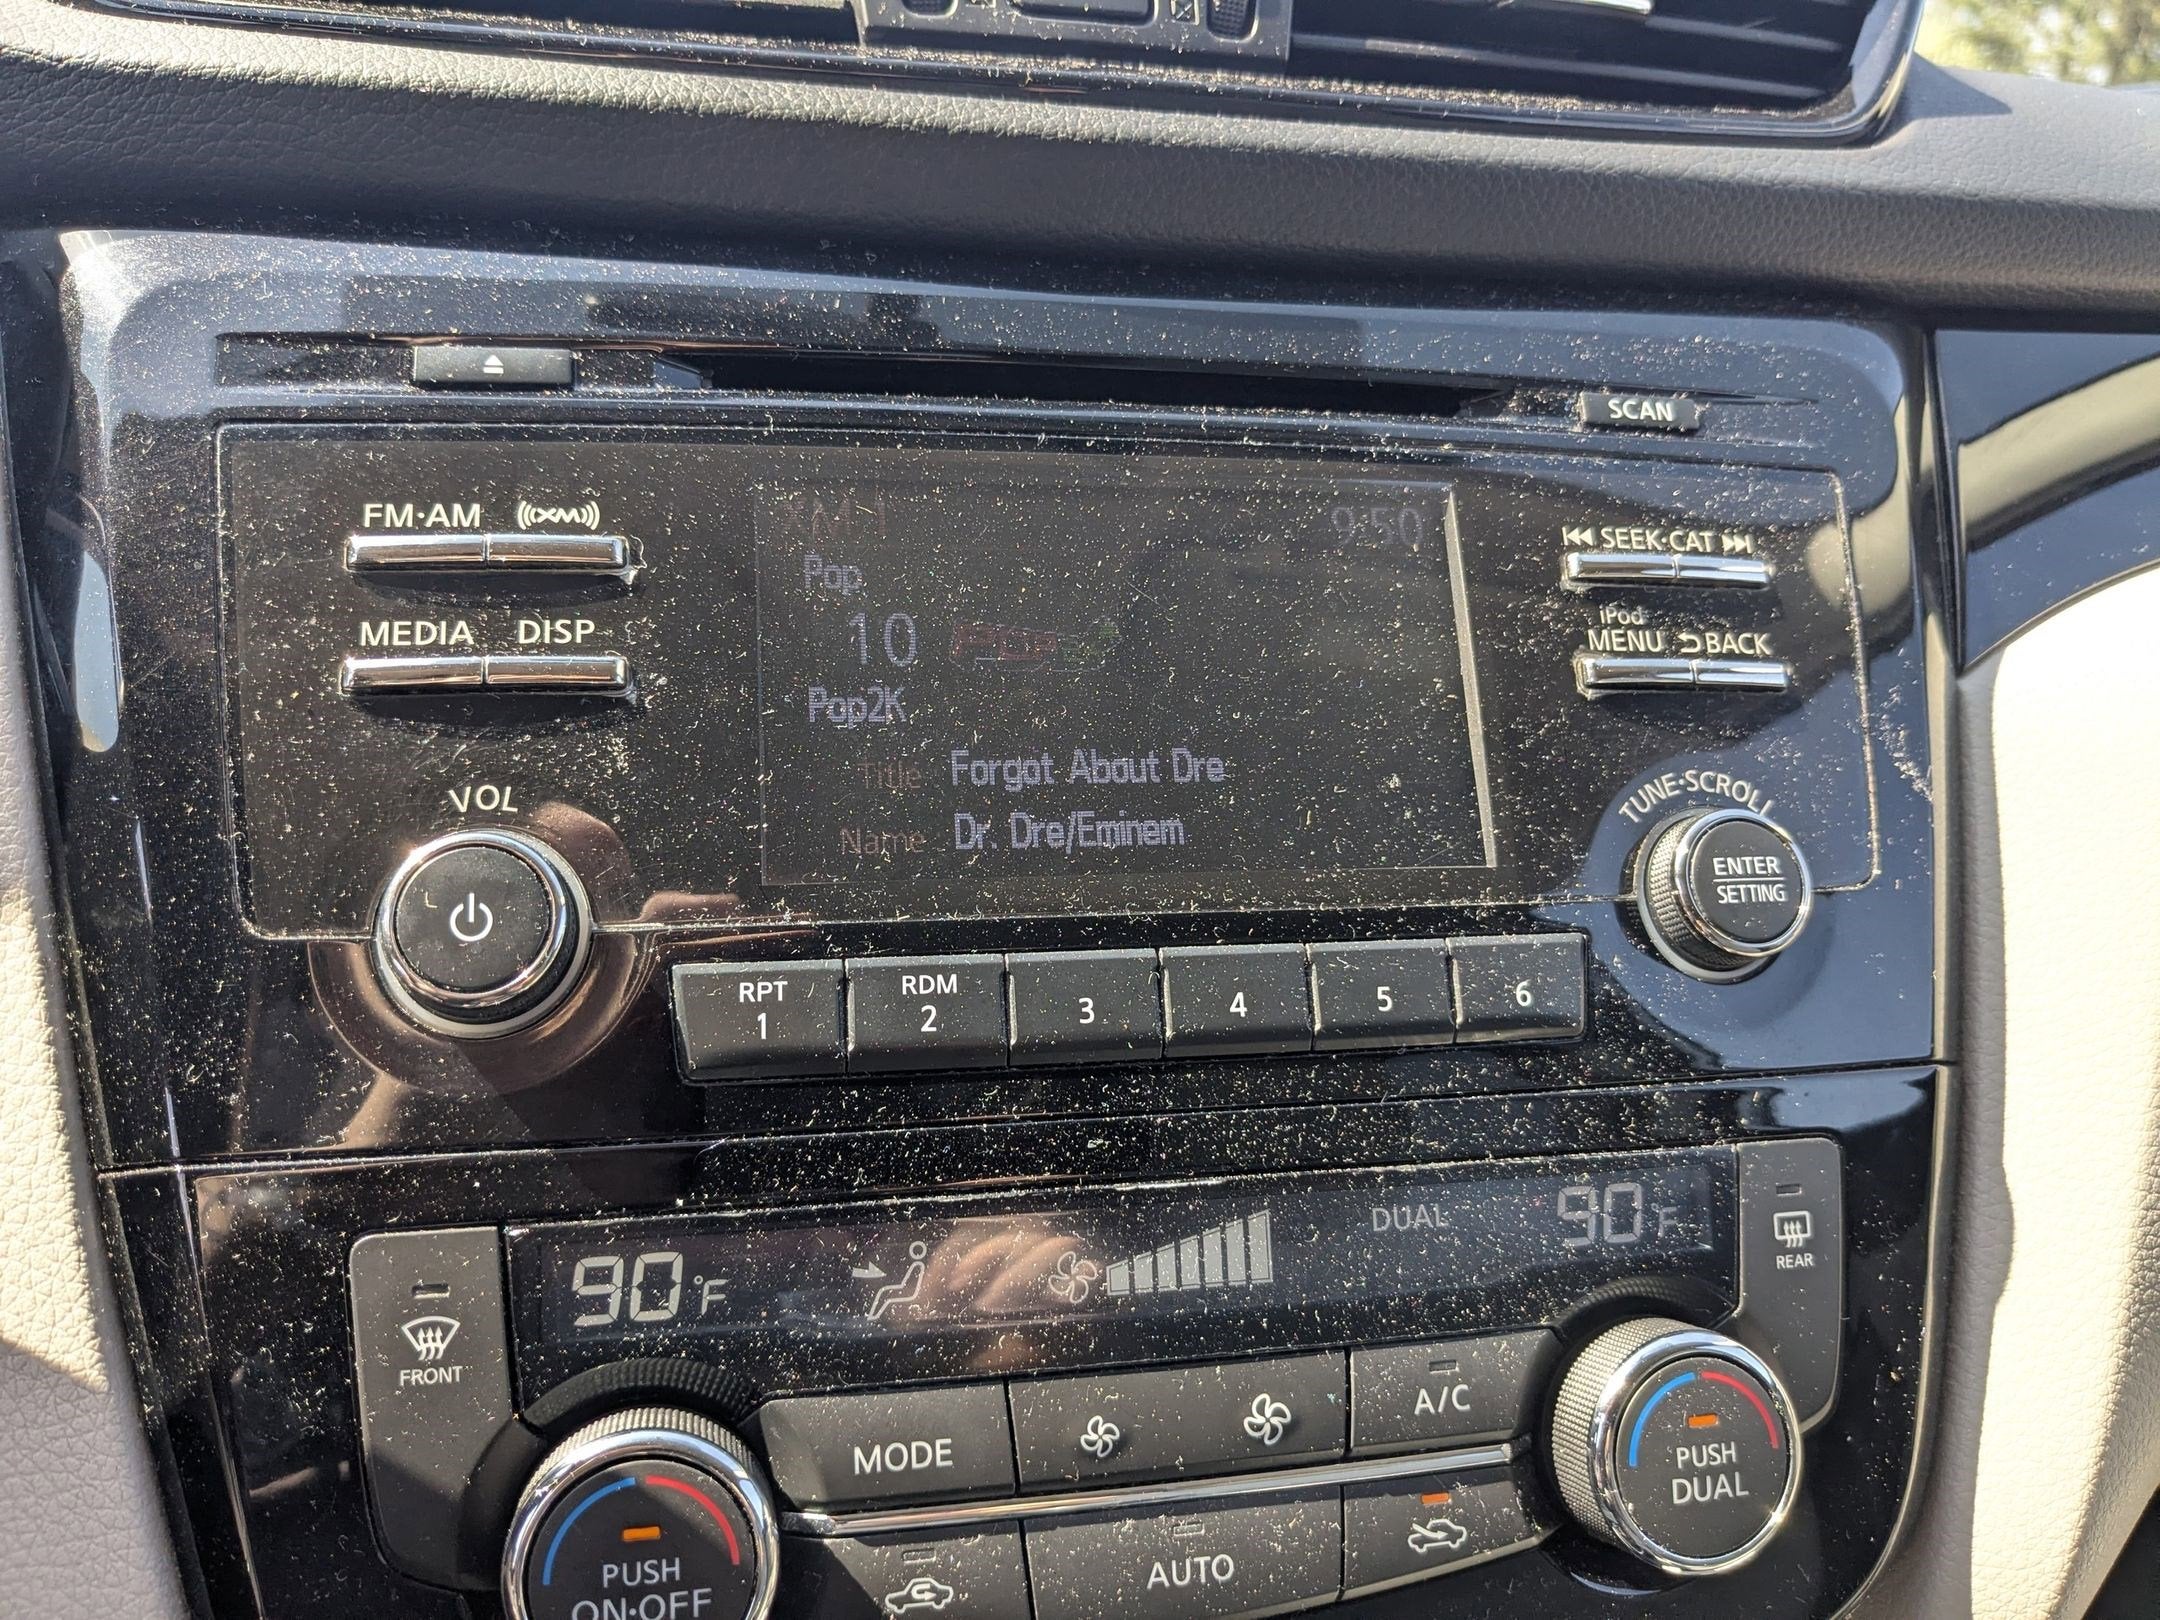 SCAN
FM·AM XM
SEEK·CAT
MEDIA DISP
iPod
MENU BACK
9:50
Pop
10
Pop2K
Title Forgot About Dre
Name Dr. Dre/Eminem
VOL
TUNE·SCROLL
ENTER
SETTING
RPT
1
RDM
2
3
4
5
6
90°F
DUAL
90°F
REAR
FRONT
MODE
A/C
PUSH
DUAL
PUSH
ON·OFF
AUTO